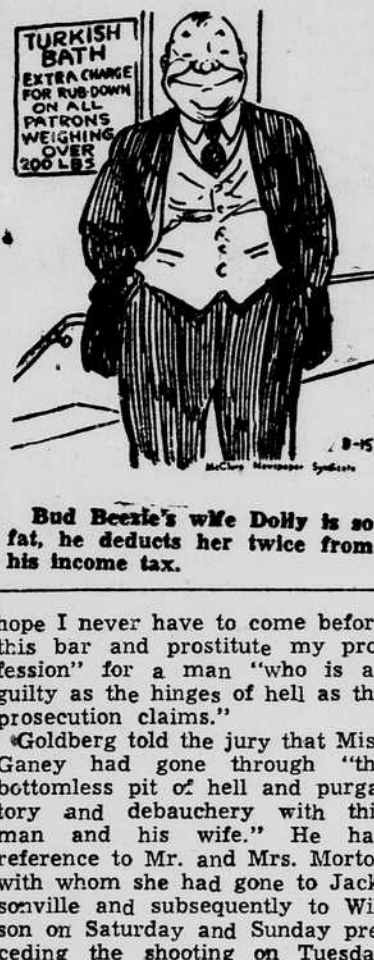 TURKISH
BATH
EXTRA CHARGE
FOR RUB-DOWN
ON ALL
PATRONS
WEIGHING
OVER
200 LBS
8-15
McClure Newspaper Syndicate
Bud Beezie's wife Dolly is so
fat, he deducts her twice from
his income tax.
hope I never have to come befor
this bar and prostitute my pro
fession" for a man "who is a
guilty as the hinges of hell as th
prosecution claims."
Goldberg told the jury that Mis
Ganey had gone through "th
bottomless pit of hell and purga
tory and debauchery with thi
man and his wife." He ha
reference to Mr. and Mrs. Morto
with whom she had gone to Jack
sonville and subsequently to Wi
son on Saturday and Sunday pre
ceding the shooting on Tuesda